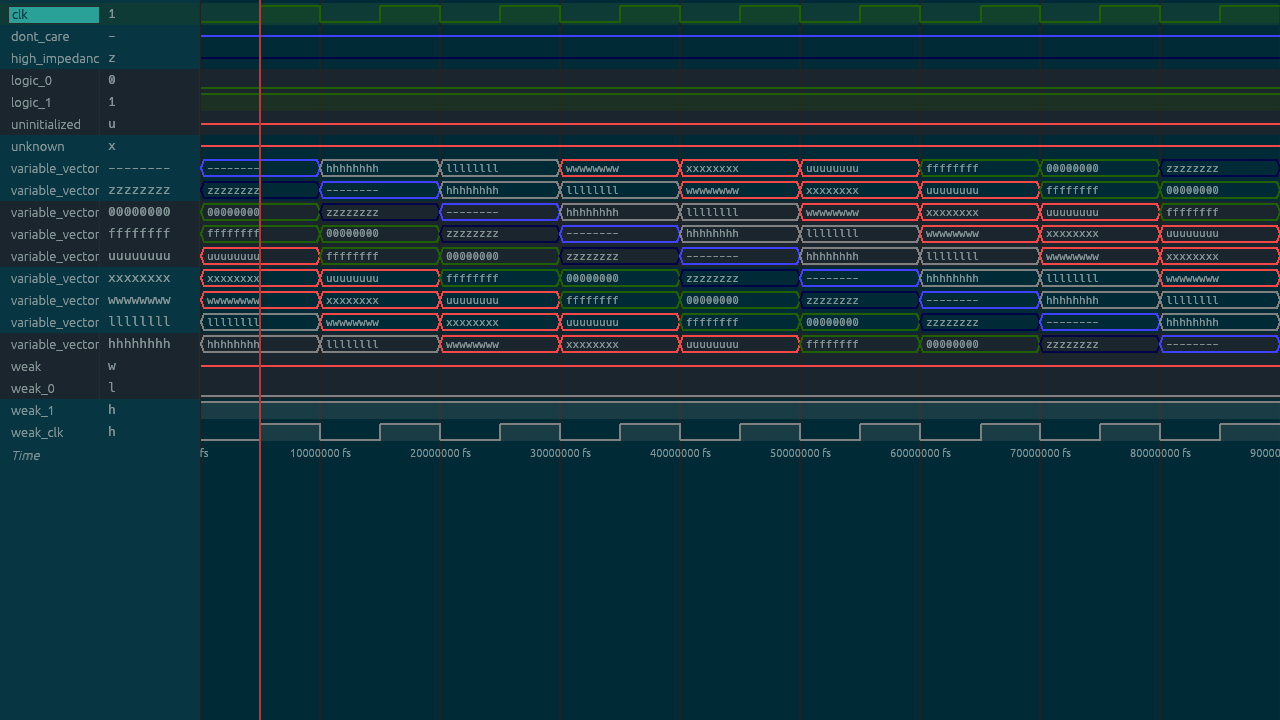 clk 1
dont_care -
high_impedanc z
logic_0 0
logic_1 1
uninitialized u
unknown x
variable_vector -------- -------- hhhhhhhh llllllll wwwwwwww xxxxxxxx uuuuuuuu ffffffff 00000000 zzzzzzzz
variable_vector zzzzzzzz zzzzzzzz -------- hhhhhhhh llllllll wwwwwwww xxxxxxxx uuuuuuuu ffffffff 00000000
variable_vector 00000000 00000000 zzzzzzzz -------- hhhhhhhh llllllll wwwwwwww xxxxxxxx uuuuuuuu ffffffff
variable_vector ffffffff ffffffff 00000000 zzzzzzzz -------- hhhhhhhh llllllll wwwwwwww xxxxxxxx uuuuuuuu
variable_vector uuuuuuuu uuuuuuuu ffffffff 00000000 zzzzzzzz -------- hhhhhhhh llllllll wwwwwwww xxxxxxxx
variable_vector xxxxxxxx xxxxxxxx uuuuuuuu ffffffff 00000000 zzzzzzzz -------- hhhhhhhh llllllll wwwwwwww
variable_vector wwwwwwww wwwwwwww xxxxxxxx uuuuuuuu ffffffff 00000000 zzzzzzzz -------- hhhhhhhh llllllll
variable_vector llllllll llllllll wwwwwwww xxxxxxxx uuuuuuuu ffffffff 00000000 zzzzzzzz -------- hhhhhhhh
variable_vector hhhhhhhh hhhhhhhh llllllll wwwwwwww xxxxxxxx uuuuuuuu ffffffff 00000000 zzzzzzzz --------
weak w
weak_0 l
weak_1 h
weak_clk h
Time fs 10000000 fs 20000000 fs 30000000 fs 40000000 fs 50000000 fs 60000000 fs 70000000 fs 80000000 fs 90000